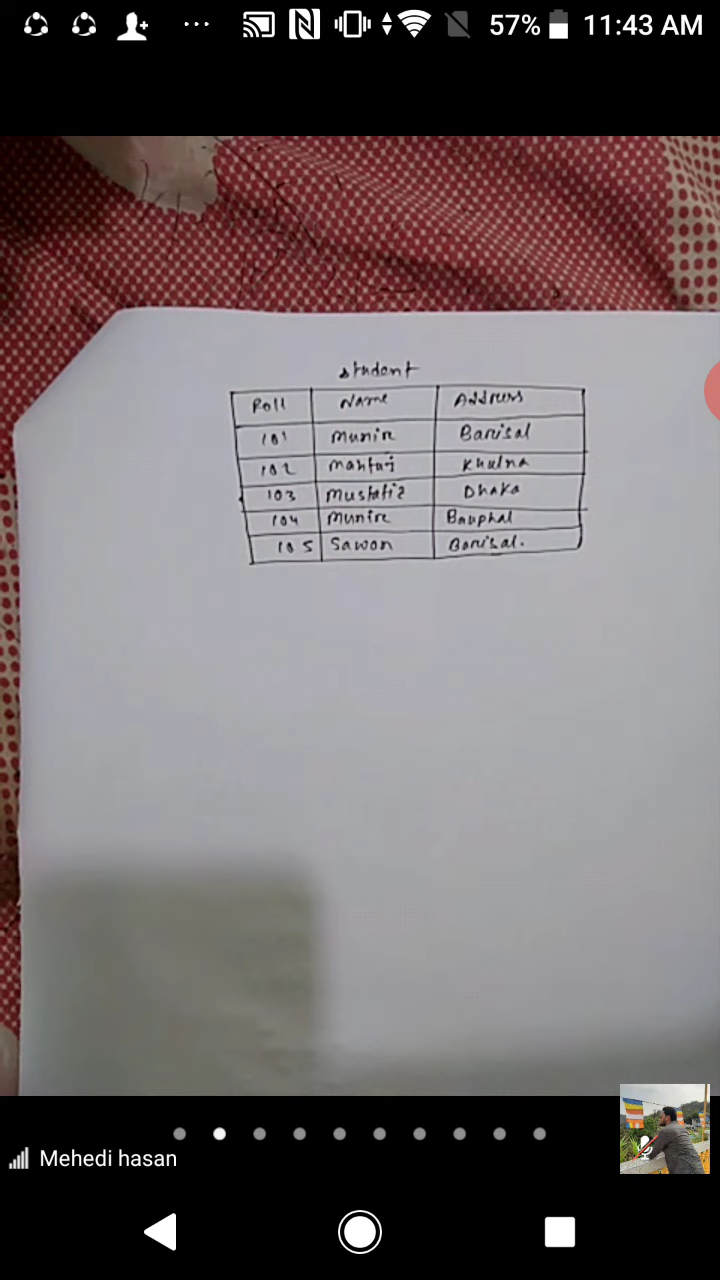 57% 11:43 AM
student
Roll Name Address
101 Munir Barisal
102 Mahfuj Khulna
103 Mustafiz Dhaka
104 Munir Bauphal
105 Sawon Barisal.
Mehedi hasan